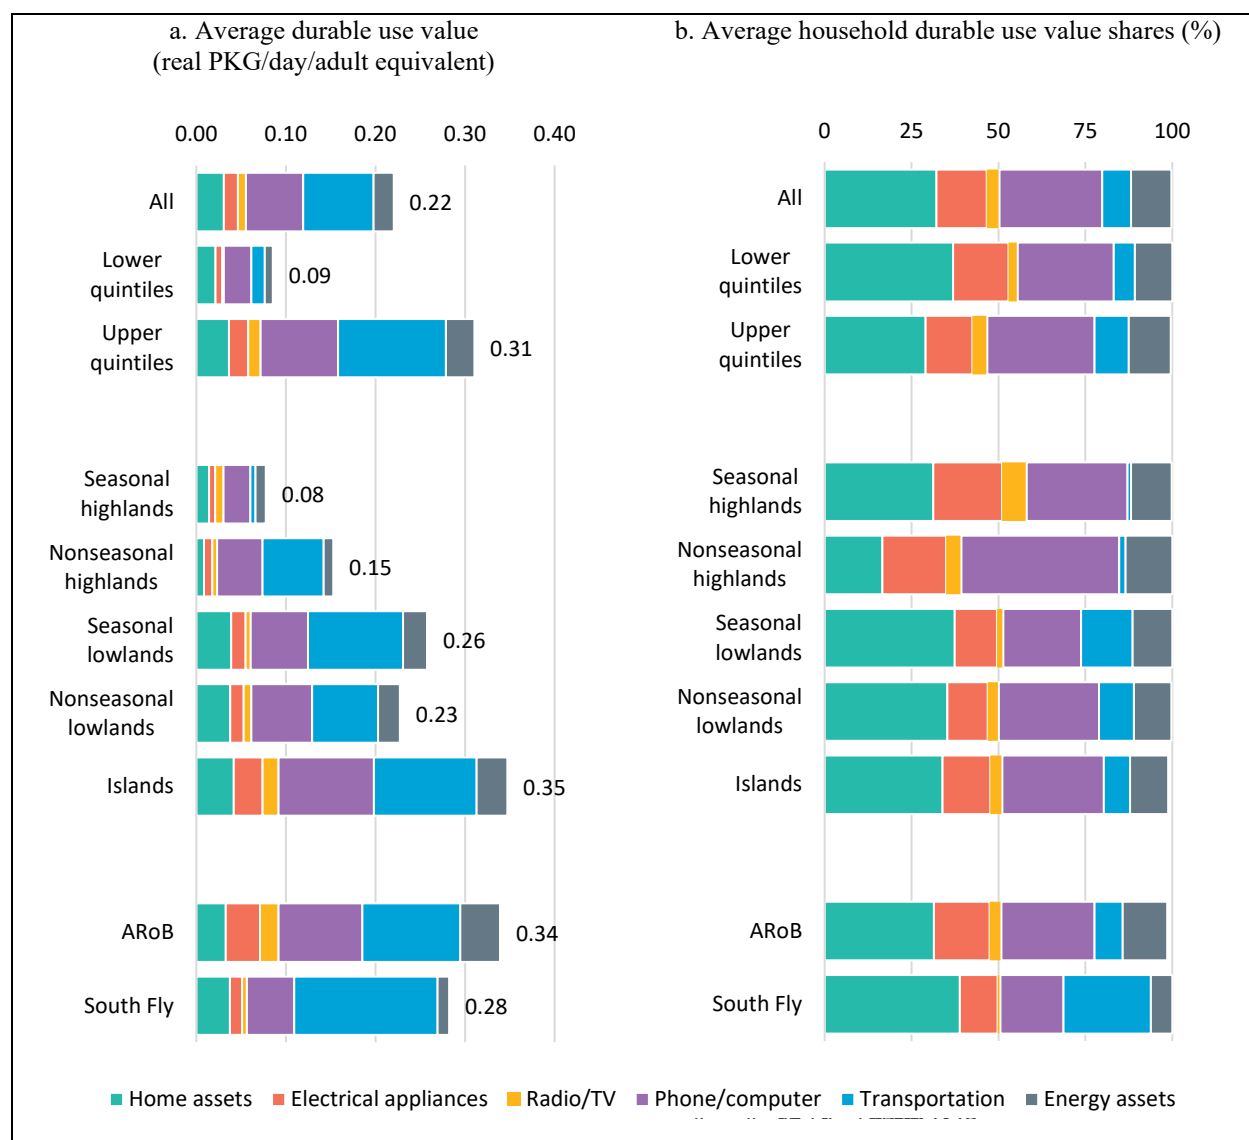 a. Average durable use value
(real PKG/day/adult equivalent)
b. Average household durable use value shares (%)
0.00 0.10 0.20 0.30 0.40
0 25 50 75 100
All
0.22
Lower
quintiles
0.09
Upper
quintiles
0.31
Seasonal
highlands
0.08
Nonseasonal
highlands
0.15
Seasonal
lowlands
0.26
Nonseasonal
lowlands
0.23
Islands
0.35
ARoB
0.34
South Fly
0.28
All
Lower
quintiles
Upper
quintiles
Seasonal
highlands
Nonseasonal
highlands
Seasonal
lowlands
Nonseasonal
lowlands
Islands
ARoB
South Fly
Home assets Electrical appliances Radio/TV Phone/computer Transportation Energy assets